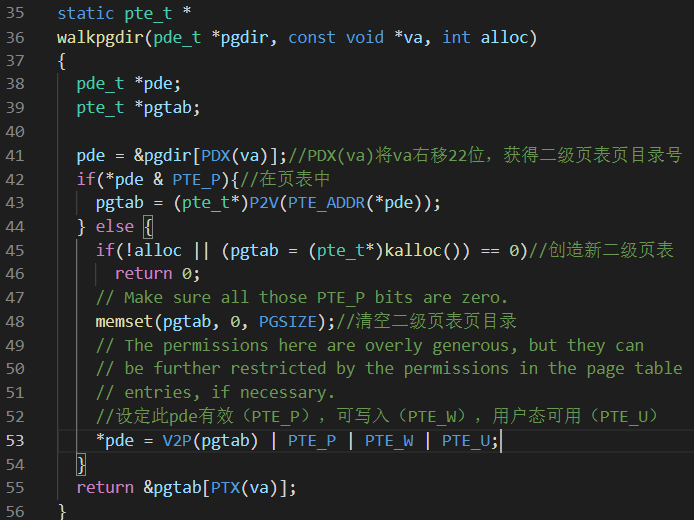 35 static pte_t *
36 walkpgdir(pde_t *pgdir, const void *va, int alloc)
37 {
38   pde_t *pde;
39   pte_t *pgtab;
40
41   pde = &pgdir[PDX(va)];//PDX(va)将va右移22位，获得二级页表页目录号
42   if(*pde & PTE_P){//在页表中
43     pgtab = (pte_t*)P2V(PTE_ADDR(*pde));
44   } else {
45     if(!alloc || (pgtab = (pte_t*)kalloc()) == 0)//创造新二级页表
46       return 0;
47     // Make sure all those PTE_P bits are zero.
48     memset(pgtab, 0, PGSIZE);//清空二级页表页目录
49     // The permissions here are overly generous, but they can
50     // be further restricted by the permissions in the page table
51     // entries, if necessary.
52     //设定此pde有效（PTE_P），可写入（PTE_W），用户态可用（PTE_U）
53     *pde = V2P(pgtab) | PTE_P | PTE_W | PTE_U;
54   }
55   return &pgtab[PTX(va)];
56 }